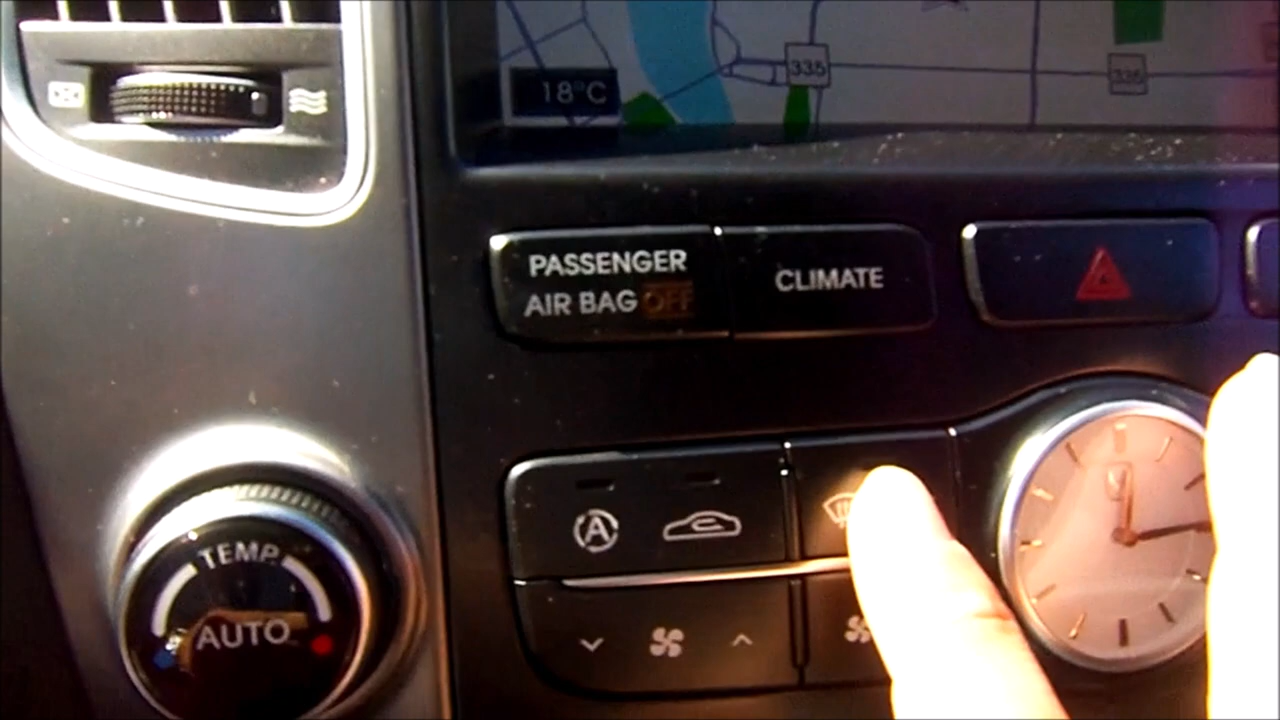 18°C
335
335
PASSENGER
AIR BAG OFF
CLIMATE
A
TEMP.
AUTO